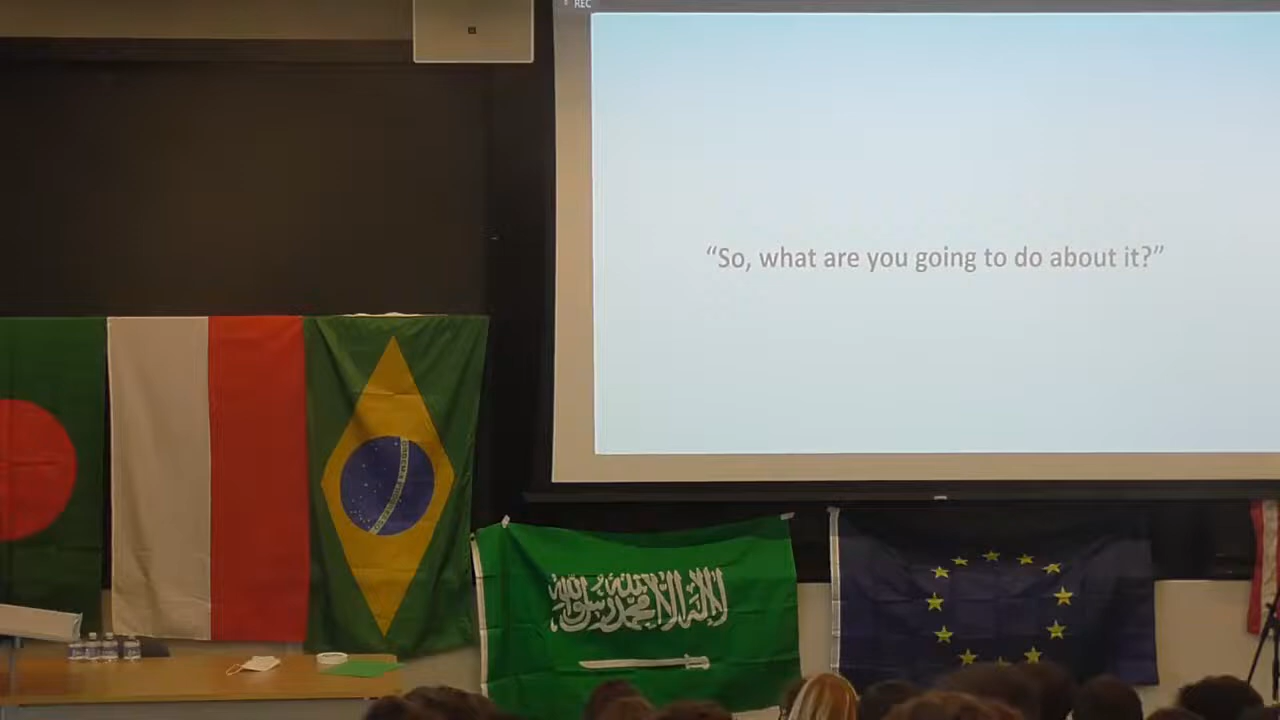 REC
“So, what are you going to do about it?”
لا إله إلا الله محمد رسول الله